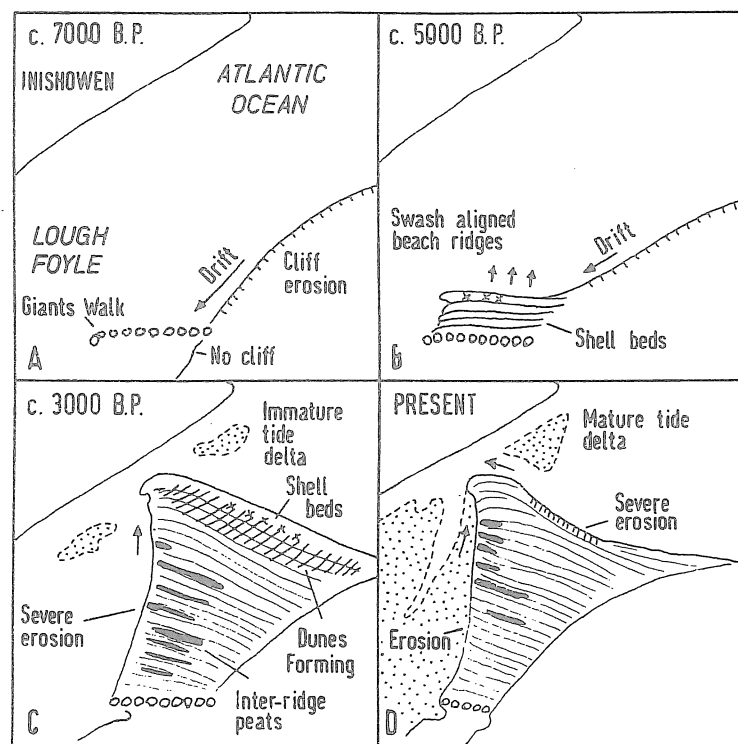 c. 7000 B.P.
INISHOWEN
ATLANTIC
OCEAN
LOUGH
FOYLE
Drift
Cliff
erosion
Giants Walk
A
No cliff
c. 5000 B.P.
Swash aligned
beach ridges
Drift
Shell beds
B
c. 3000 B.P.
Immature
tide
delta
Shell
beds
Severe
erosion
Dunes
Forming
Inter-ridge
peats
C
PRESENT
Mature tide
delta
Severe
erosion
Erosion
D